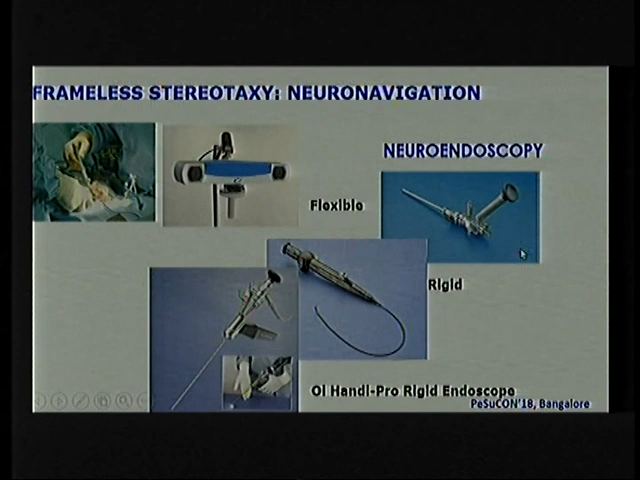 FRAMELESS STEREOTAXY: NEURONAVIGATION
NEUROENDOSCOPY
Flexible
Rigid
Oi Handi-Pro Rigid Endoscope
PeSuCON'18, Bangalore